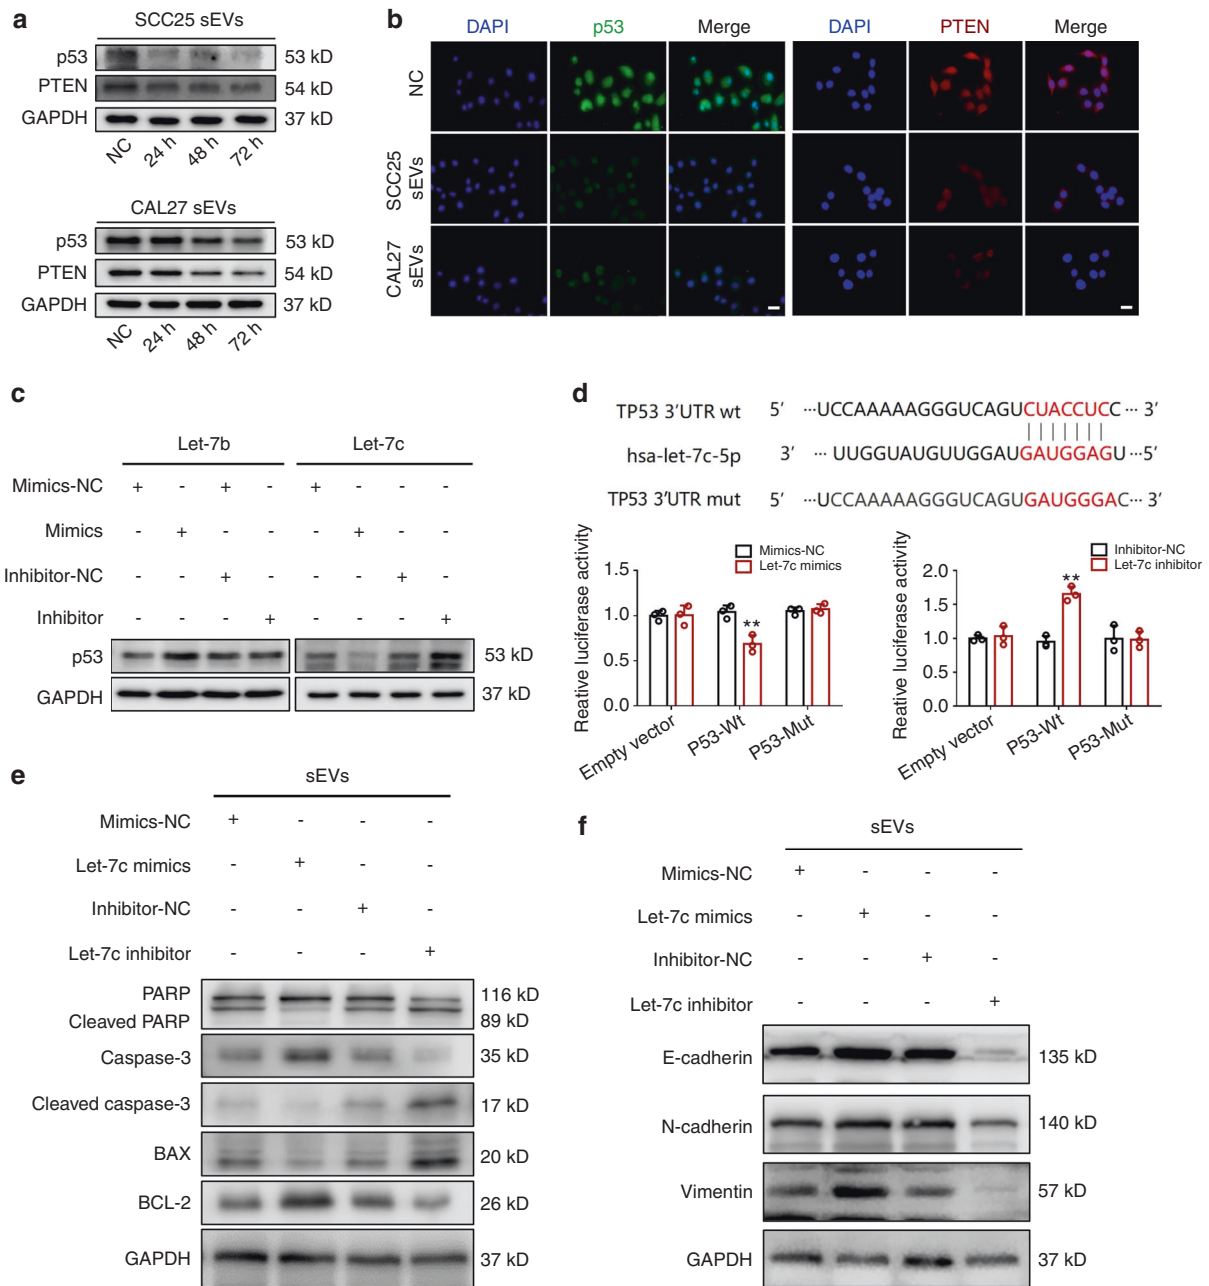 a
SCC25 sEVs
p53 53 kD
PTEN 54 kD
GAPDH 37 kD
NC 24 h 48 h 72 h
CAL27 sEVs
p53 53 kD
PTEN 54 kD
GAPDH 37 kD
NC 24 h 48 h 72 h
b
DAPI p53 Merge DAPI PTEN Merge
NC
SCC25
sEVs
CAL27
sEVs
c
Let-7b Let-7c
Mimics-NC + - + - + - - -
Mimics - + - - - + - -
Inhibitor-NC - - + - - - + -
Inhibitor - - - + - - - +
p53 53 kD
GAPDH 37 kD
d
TP53 3'UTR wt 5' ···UCCAAAAAGGGUCAGUCUACCUCC··· 3'
hsa-let-7c-5p 3' ··· UUGGUAUGUUGGAUGAUGGAGU···5'
TP53 3'UTR mut 5' ···UCCAAAAAGGGUCAGUGAUGGGAC··· 3'
Reative luciferase activity
1.5
1.0
0.5
0.0
Mimics-NC
Let-7c mimics
**
Empty vector P53-Wt P53-Mut
Reative luciferase activity
2.0
1.5
1.0
0.5
0.0
Inhibitor-NC
Let-7c inhibitor
**
Empty vector P53-Wt P53-Mut
e
sEVs
Mimics-NC + - - -
Let-7c mimics - + - -
Inhibitor-NC - - + -
Let-7c inhibitor - - - +
PARP 116 kD
Cleaved PARP 89 kD
Caspase-3 35 kD
Cleaved caspase-3 17 kD
BAX 20 kD
BCL-2 26 kD
GAPDH 37 kD
f
sEVs
Mimics-NC + - - -
Let-7c mimics - + - -
Inhibitor-NC - - + -
Let-7c inhibitor - - - +
E-cadherin 135 kD
N-cadherin 140 kD
Vimentin 57 kD
GAPDH 37 kD